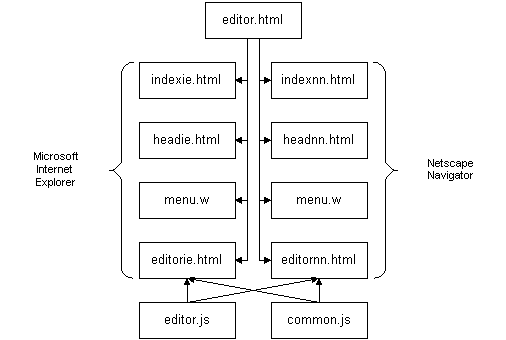 editor.html
indexie.html
indexnn.html
headie.html
headnn.html
Microsoft
Internet
Explorer
Netscape
Navigator
menu.w
menu.w
editorie.html
editornn.html
editor.js
common.js